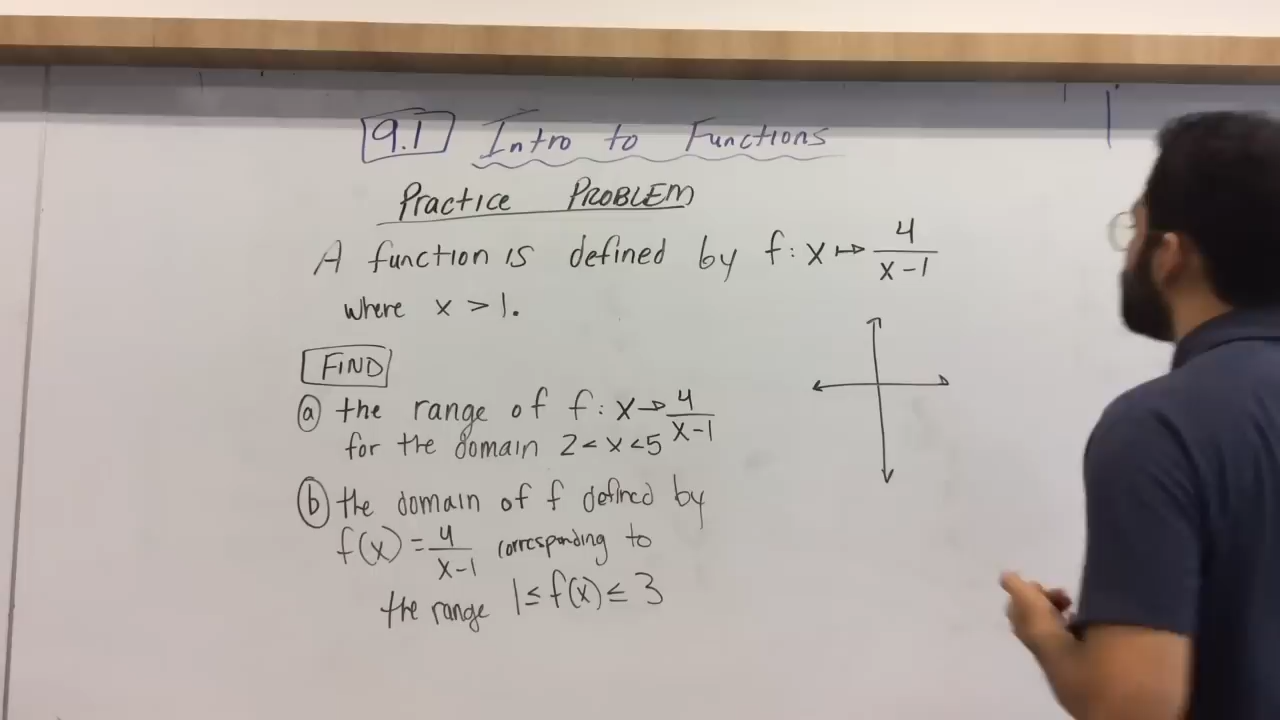 9.1 Intro to Functions
Practice PROBLEM
A function is defined by f: x ↦ 4/(x-1)
where x > 1.
FIND
ⓐ the range of f: x → 4/(x-1)
for the domain 2 < x < 5
ⓑ the domain of f defined by
f(x) = 4/(x-1) corresponding to
the range 1 ≤ f(x) ≤ 3